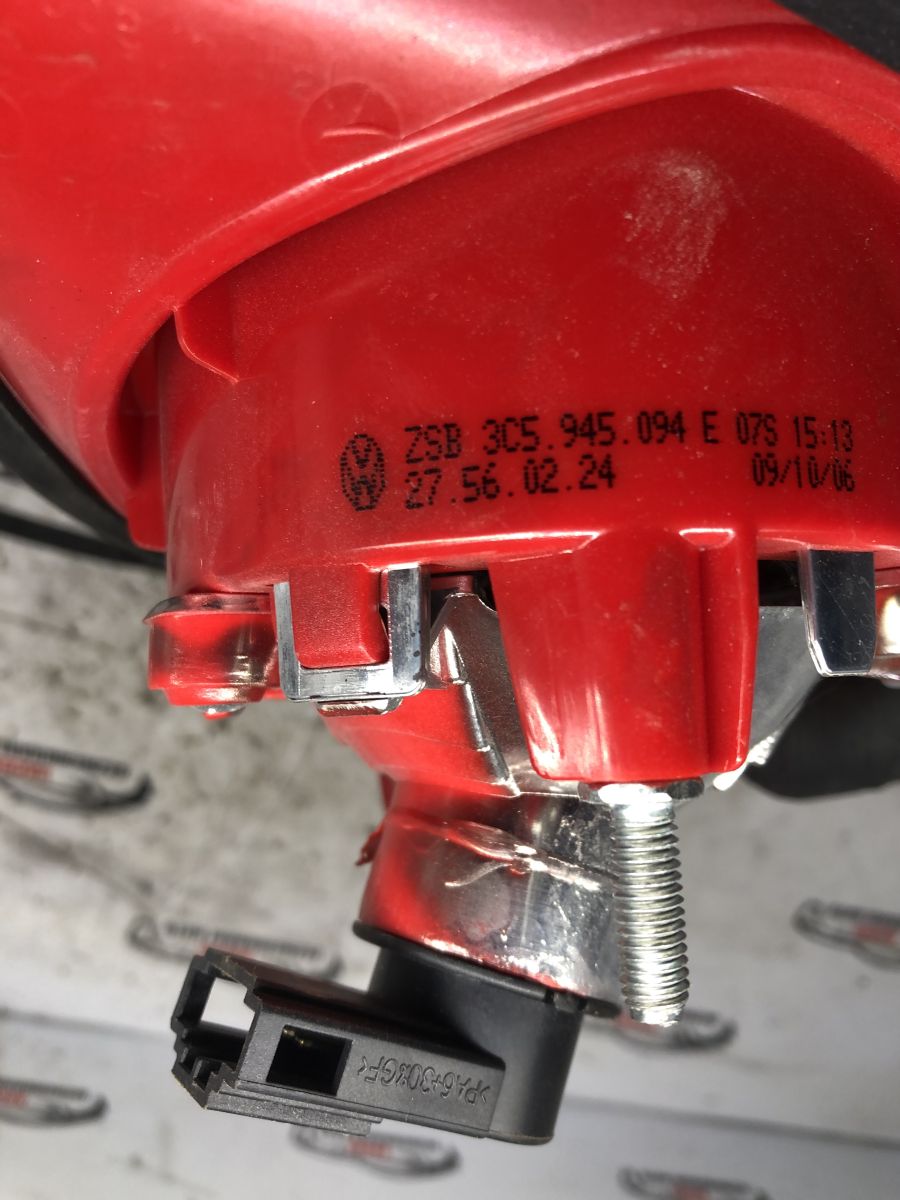 ZSB 3C5.945.094 E 07S 15:13
27.56.02.24 09/10/06
>PA6+30%GF<